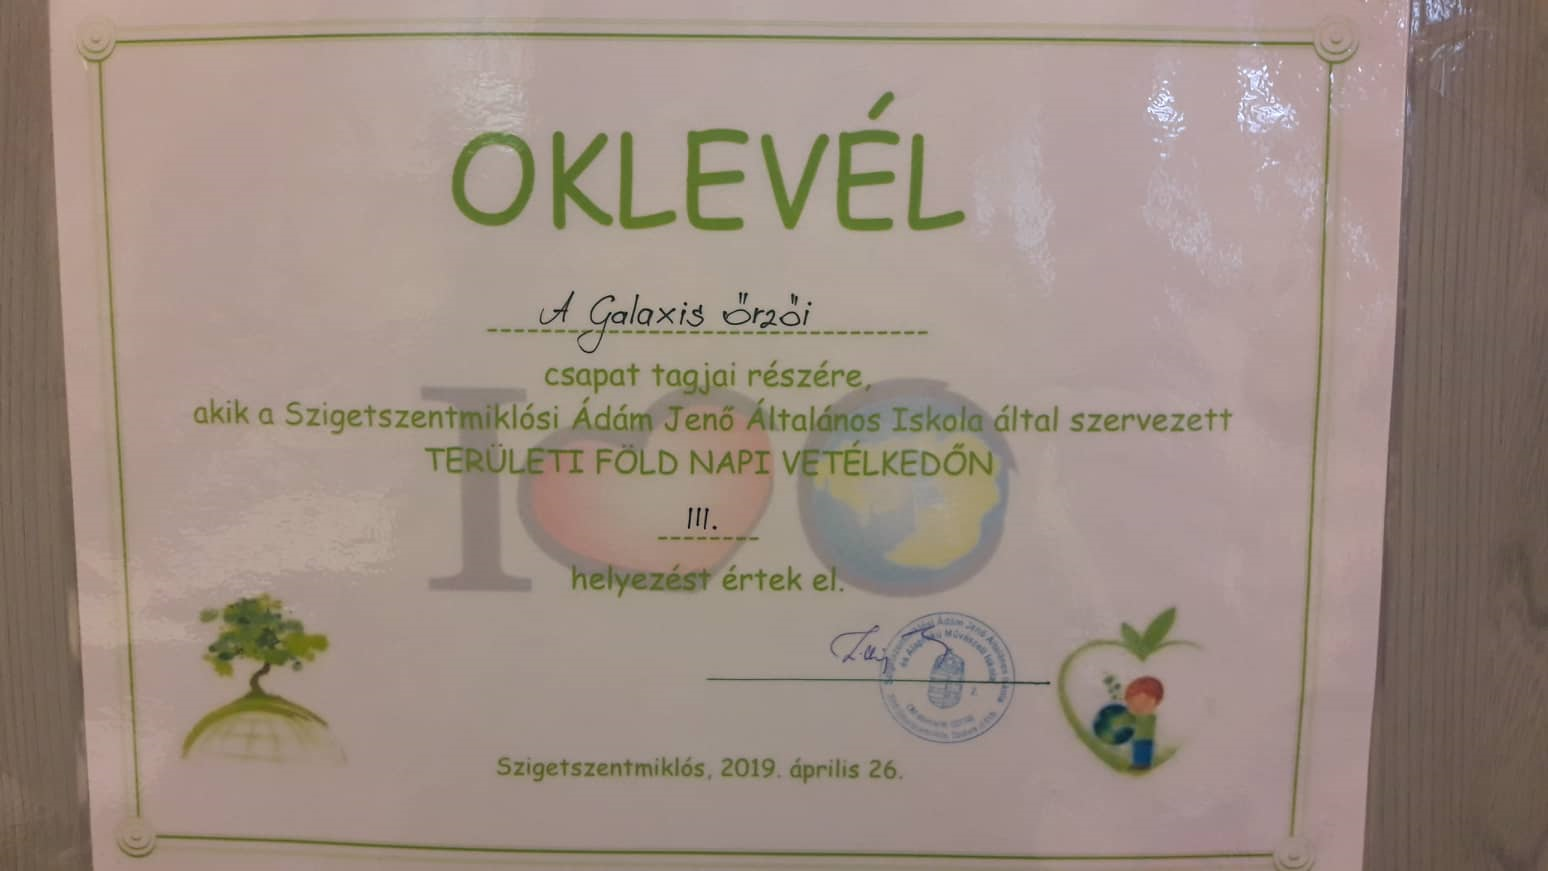 OKLEVÉL
A Galaxis őrzői
csapat tagjai részére,
akik a Szigetszentmiklósi Ádám Jenő Általános Iskola által szervezett
TERÜLETI FÖLD NAPI VETÉLKEDŐN
III.
helyezést értek el.
Szigetszentmiklós, 2019. április 26.